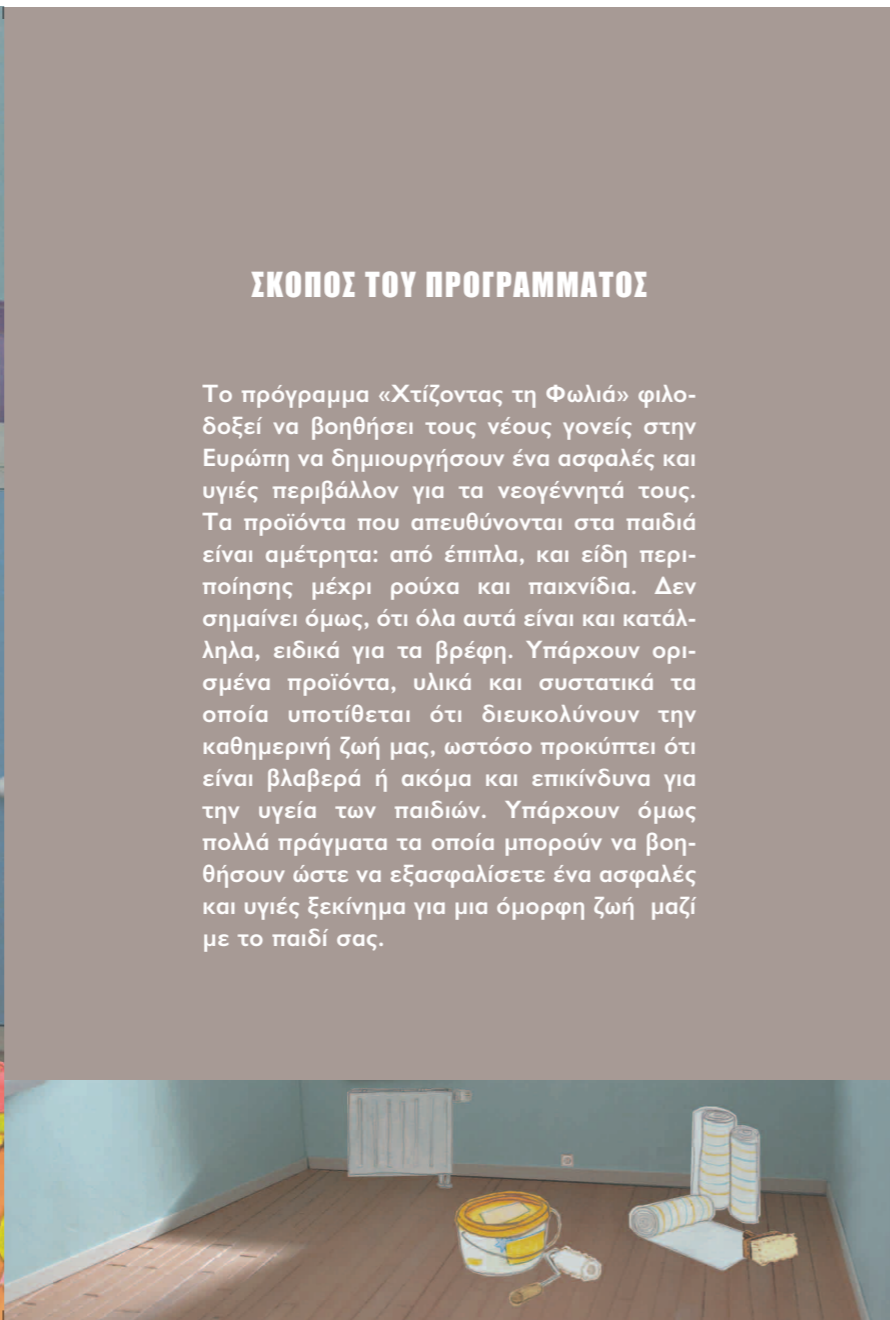 ΣΚΟΠΟΣ ΤΟΥ ΠΡΟΓΡΑΜΜΑΤΟΣ
Το πρόγραμμα «Χτίζοντας τη Φωλιά» φιλο-
δοξεί να βοηθήσει τους νέους γονείς στην
Ευρώπη να δημιουργήσουν ένα ασφαλές και
υγιές περιβάλλον για τα νεογέννητά τους.
Τα προϊόντα που απευθύνονται στα παιδιά
είναι αμέτρητα: από έπιπλα, και είδη περι-
ποίησης μέχρι ρούχα και παιχνίδια. Δεν
σημαίνει όμως, ότι όλα αυτά είναι και κατάλ-
ληλα, ειδικά για τα βρέφη. Υπάρχουν ορι-
σμένα προϊόντα, υλικά και συστατικά τα
οποία υποτίθεται ότι διευκολύνουν την
καθημερινή ζωή μας, ωστόσο προκύπτει ότι
είναι βλαβερά ή ακόμα και επικίνδυνα για
την υγεία των παιδιών. Υπάρχουν όμως
πολλά πράγματα τα οποία μπορούν να βοη-
θήσουν ώστε να εξασφαλίσετε ένα ασφαλές
και υγιές ξεκίνημα για μια όμορφη ζωή μαζί
με το παιδί σας.